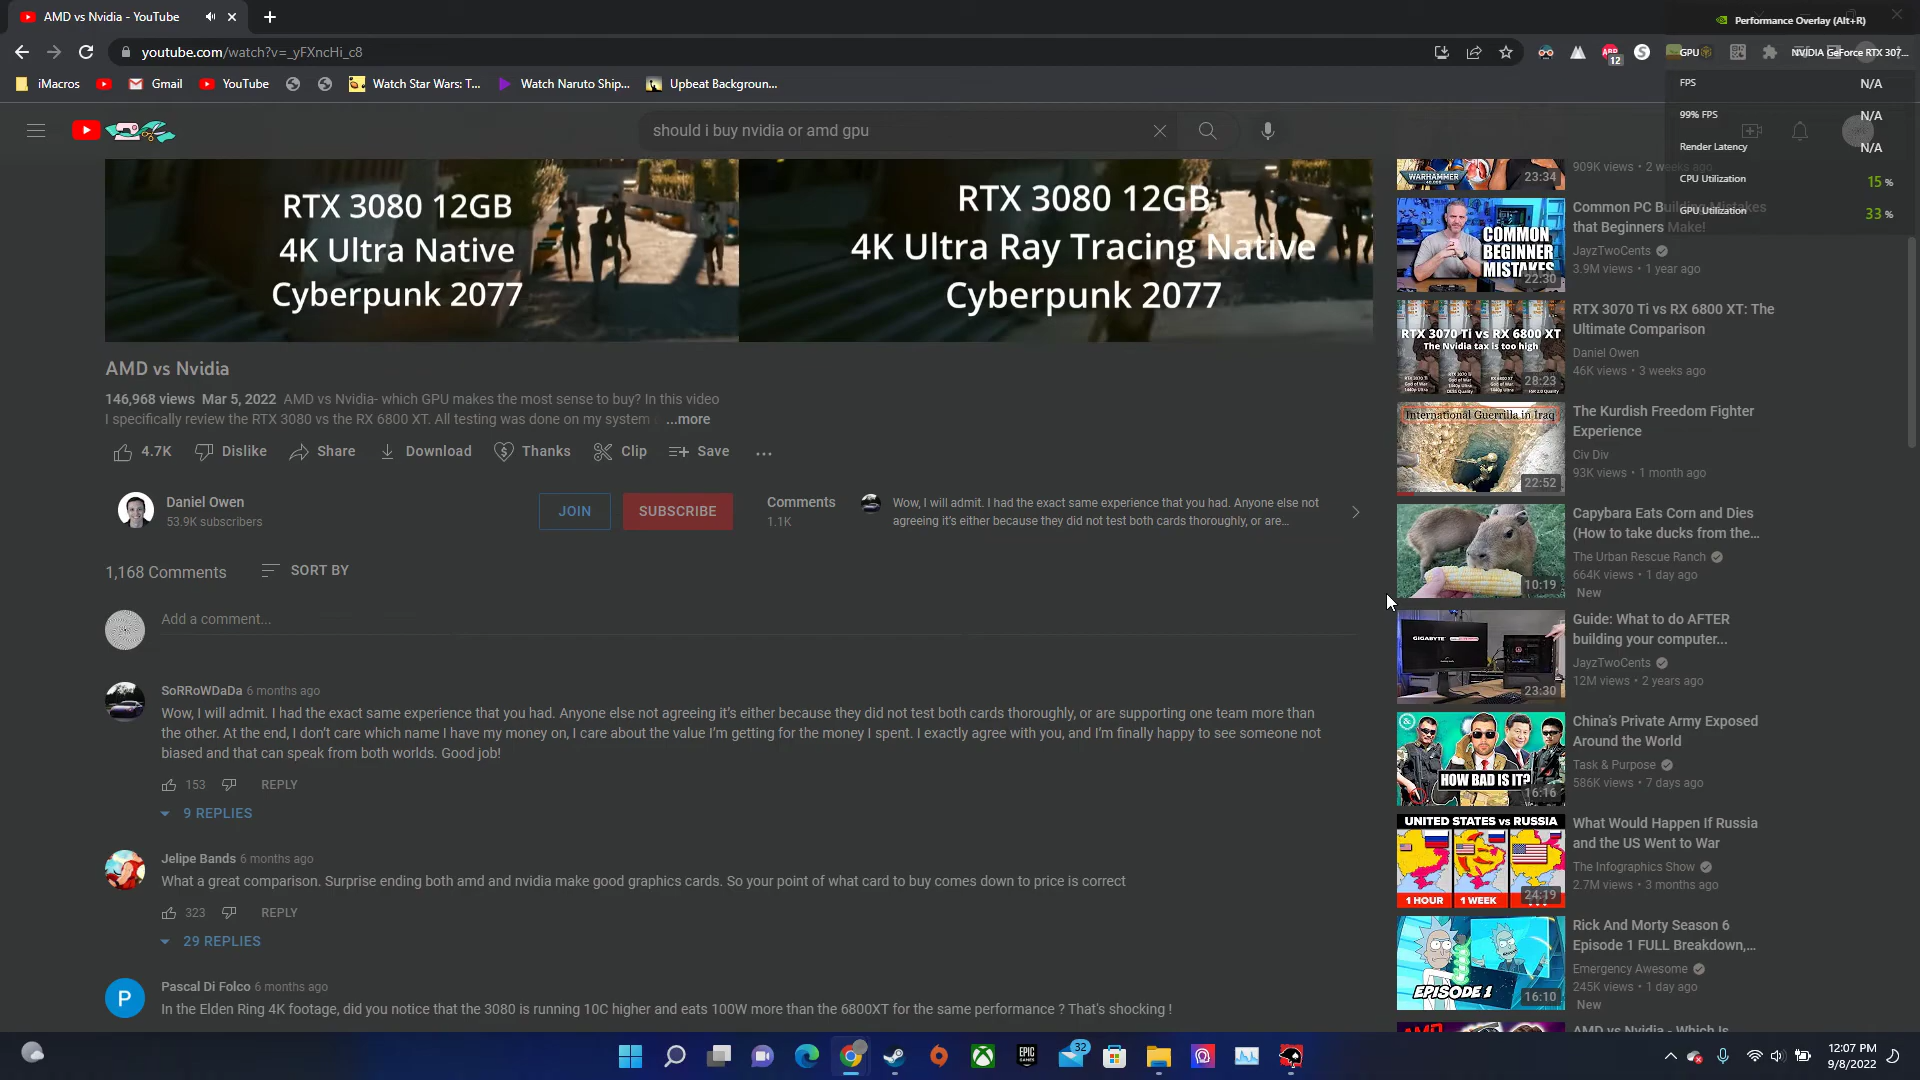 AMD vs Nvidia - YouTube
Performance Overlay (Alt+R)
youtube.com/watch?v=_yFXncHi_c8
12
GPU
NVIDIA GeForce RTX 307...
iMacros
Gmail
YouTube
Watch Star Wars: T...
Watch Naruto Ship...
Upbeat Backgroun...
FPS
N/A
99% FPS
N/A
Render Latency
N/A
CPU Utilization
15 %
GPU Utilization
33 %
should i buy nvidia or amd gpu
RTX 3080 12GB
4K Ultra Native
Cyberpunk 2077
RTX 3080 12GB
4K Ultra Ray Tracing Native
Cyberpunk 2077
AMD vs Nvidia
146,968 views Mar 5, 2022 AMD vs Nvidia- which GPU makes the most sense to buy? In this video
I specifically review the RTX 3080 vs the RX 6800 XT. All testing was done on my system ...more
4.7K
Dislike
Share
Download
Thanks
Clip
Save
Daniel Owen
53.9K subscribers
JOIN
SUBSCRIBE
Comments
1.1K
Wow, I will admit. I had the exact same experience that you had. Anyone else not
agreeing it's either because they did not test both cards thoroughly, or are...
1,168 Comments
SORT BY
Add a comment...
SoRRoWDaDa 6 months ago
Wow, I will admit. I had the exact same experience that you had. Anyone else not agreeing it's either because they did not test both cards thoroughly, or are supporting one team more than
the other. At the end, I don't care which name I have my money on, I care about the value I'm getting for the money I spent. I exactly agree with you, and I'm finally happy to see someone not
biased and that can speak from both worlds. Good job!
153
REPLY
9 REPLIES
Jelipe Bands 6 months ago
What a great comparison. Surprise ending both amd and nvidia make good graphics cards. So your point of what card to buy comes down to price is correct
323
REPLY
29 REPLIES
P
Pascal Di Folco 6 months ago
In the Elden Ring 4K footage, did you notice that the 3080 is running 10C higher and eats 100W more than the 6800XT for the same performance ? That's shocking !
WARHAMMER
23:34
909K views • 2 weeks ago
COMMON
BEGINNER
MISTAKES
22:30
Common PC Building Mistakes
that Beginners Make!
JayzTwoCents
3.9M views • 1 year ago
RTX 3070 Ti vs RX 6800 XT
The Nvidia tax is too high
28:23
RTX 3070 Ti vs RX 6800 XT: The
Ultimate Comparison
Daniel Owen
46K views • 3 weeks ago
International Guerrilla in Iraq
22:52
The Kurdish Freedom Fighter
Experience
Civ Div
93K views • 1 month ago
10:19
Capybara Eats Corn and Dies
(How to take ducks from the...
The Urban Rescue Ranch
664K views • 1 day ago
New
GIGABYTE
23:30
Guide: What to do AFTER
building your computer...
JayzTwoCents
12M views • 2 years ago
HOW BAD IS IT?
16:16
China's Private Army Exposed
Around the World
Task & Purpose
586K views • 7 days ago
UNITED STATES vs RUSSIA
1 HOUR
1 WEEK
24:19
What Would Happen If Russia
and the US Went to War
The Infographics Show
2.7M views • 3 months ago
EPISODE 1
16:10
Rick And Morty Season 6
Episode 1 FULL Breakdown,...
Emergency Awesome
245K views • 1 day ago
New
AMD
AMD vs Nvidia - Which Is
EPIC
GAMES
32
12:07 PM
9/8/2022